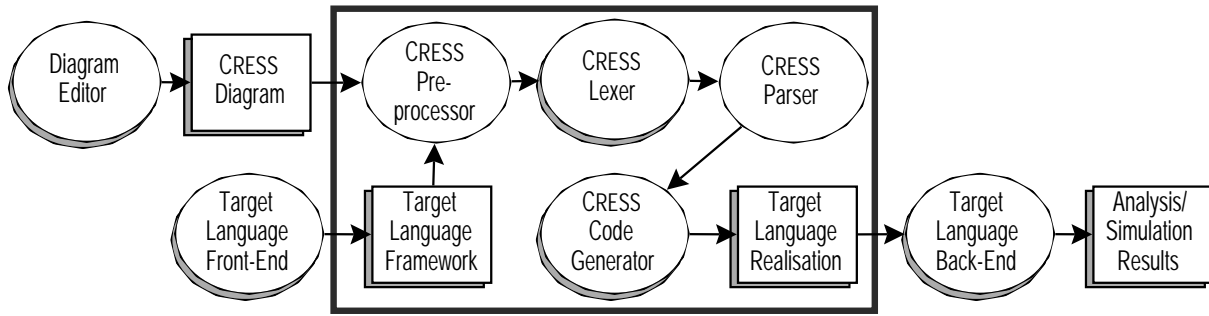 Diagram
Editor
CRESS
Diagram
CRESS
Pre-
processor
CRESS
Lexer
CRESS
Parser
Target
Language
Front-End
Target
Language
Framework
CRESS
Code
Generator
Target
Language
Realisation
Target
Language
Back-End
Analysis/
Simulation
Results